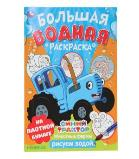 БОЛЬШАЯ
ВОДНАЯ
РАСКРАСКА
НА
ПЛОТНОЙ
БУМАГЕ
СИНИЙ
ТРАКТОР
РИСУЕМ ВОДОЙ